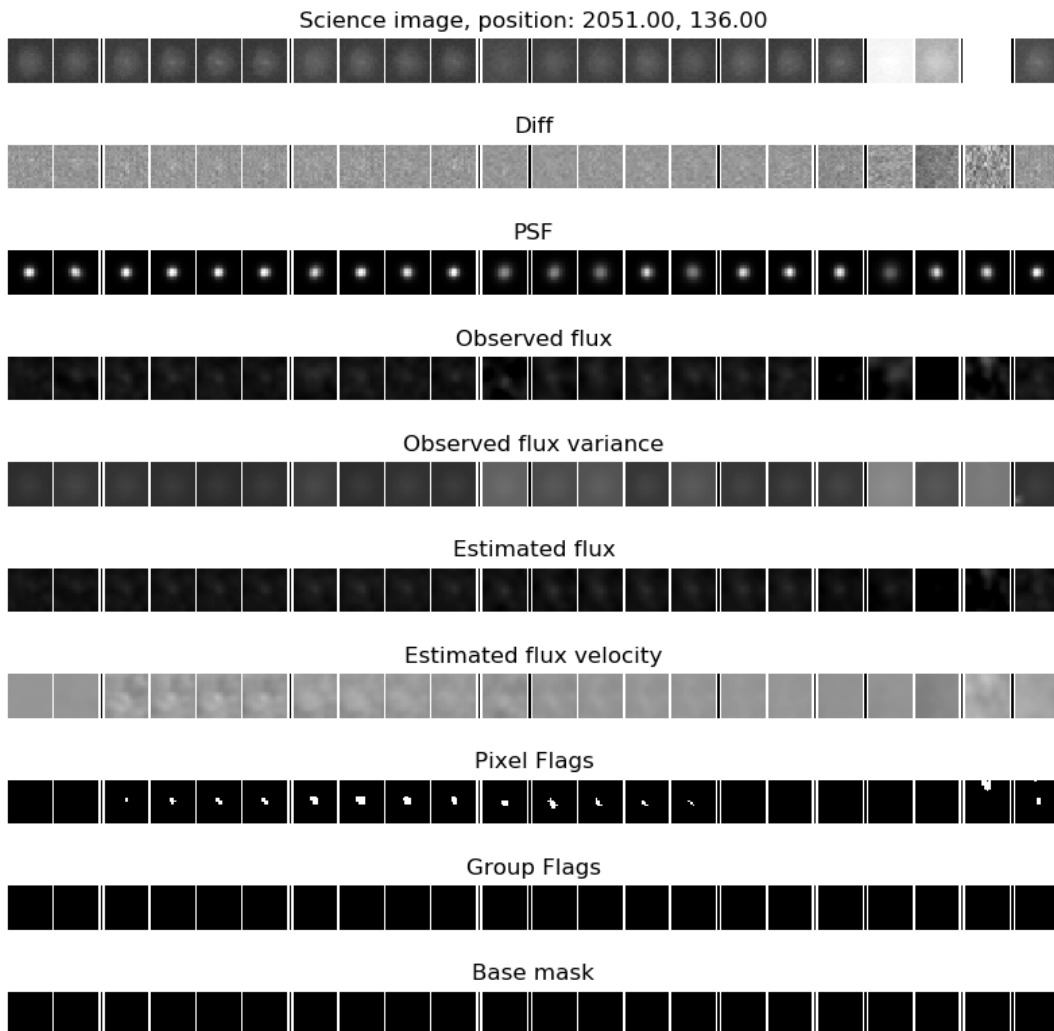 Science image, position: 2051.00, 136.00
Diff
PSF
Observed flux
Observed flux variance
Estimated flux
Estimated flux velocity
Pixel Flags
Group Flags
Base mask